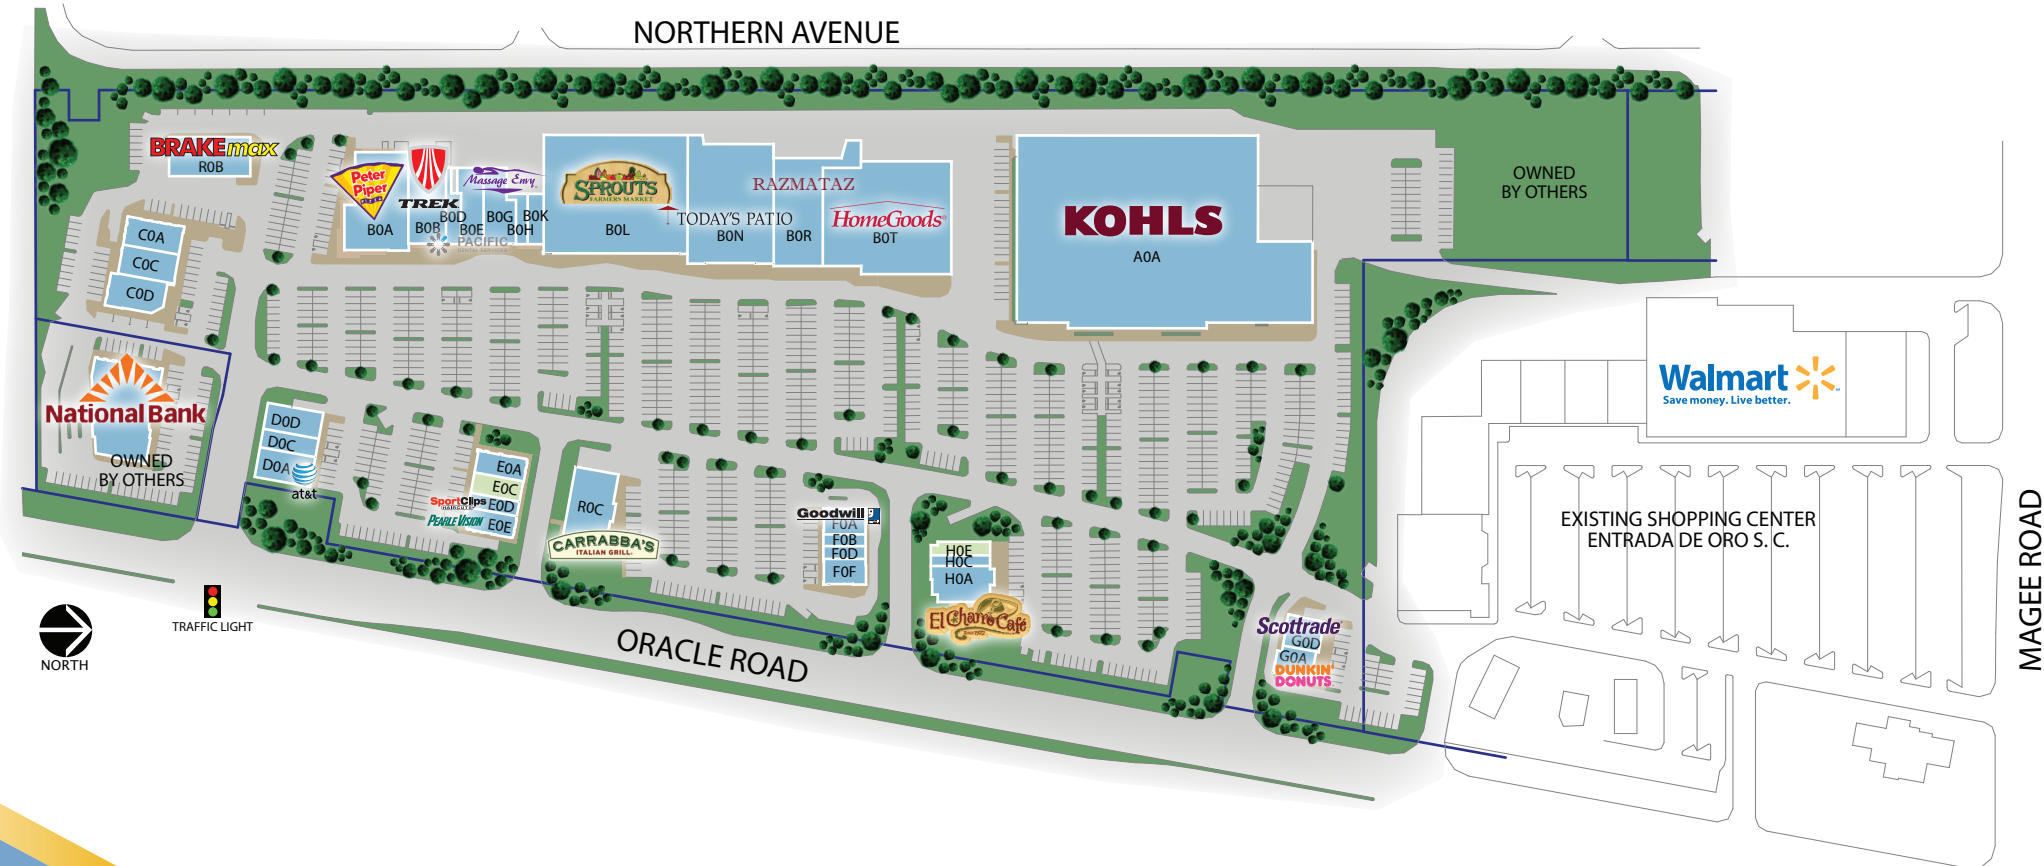 NORTHERN AVENUE
BRAKEmax
R0B
Peter
Piper
PIZZA
TREK
Massage Envy
B0A
B0B
B0D
B0E
B0G
B0H
B0K
PACIFIC
SPROUTS
FARMERS MARKET
B0L
RAZMATAZ
TODAY'S PATIO
B0N
B0R
HomeGoods
B0T
KOHLS
A0A
OWNED
BY OTHERS
C0A
C0C
C0D
National Bank
OWNED
BY OTHERS
D0D
D0C
D0A
at&t
E0A
E0C
SportClips
HAIRCUTS
E0D
PEARLE VISION
E0E
R0C
CARRABBA'S
ITALIAN GRILL
Goodwill
F0A
F0B
F0D
F0F
H0E
H0C
H0A
El Charro Café
Since 1922
Scottrade
G0D
G0A
DUNKIN'
DONUTS
Walmart
Save money. Live better.
EXISTING SHOPPING CENTER
ENTRADA DE ORO S. C.
MAGEE ROAD
ORACLE ROAD
TRAFFIC LIGHT
NORTH